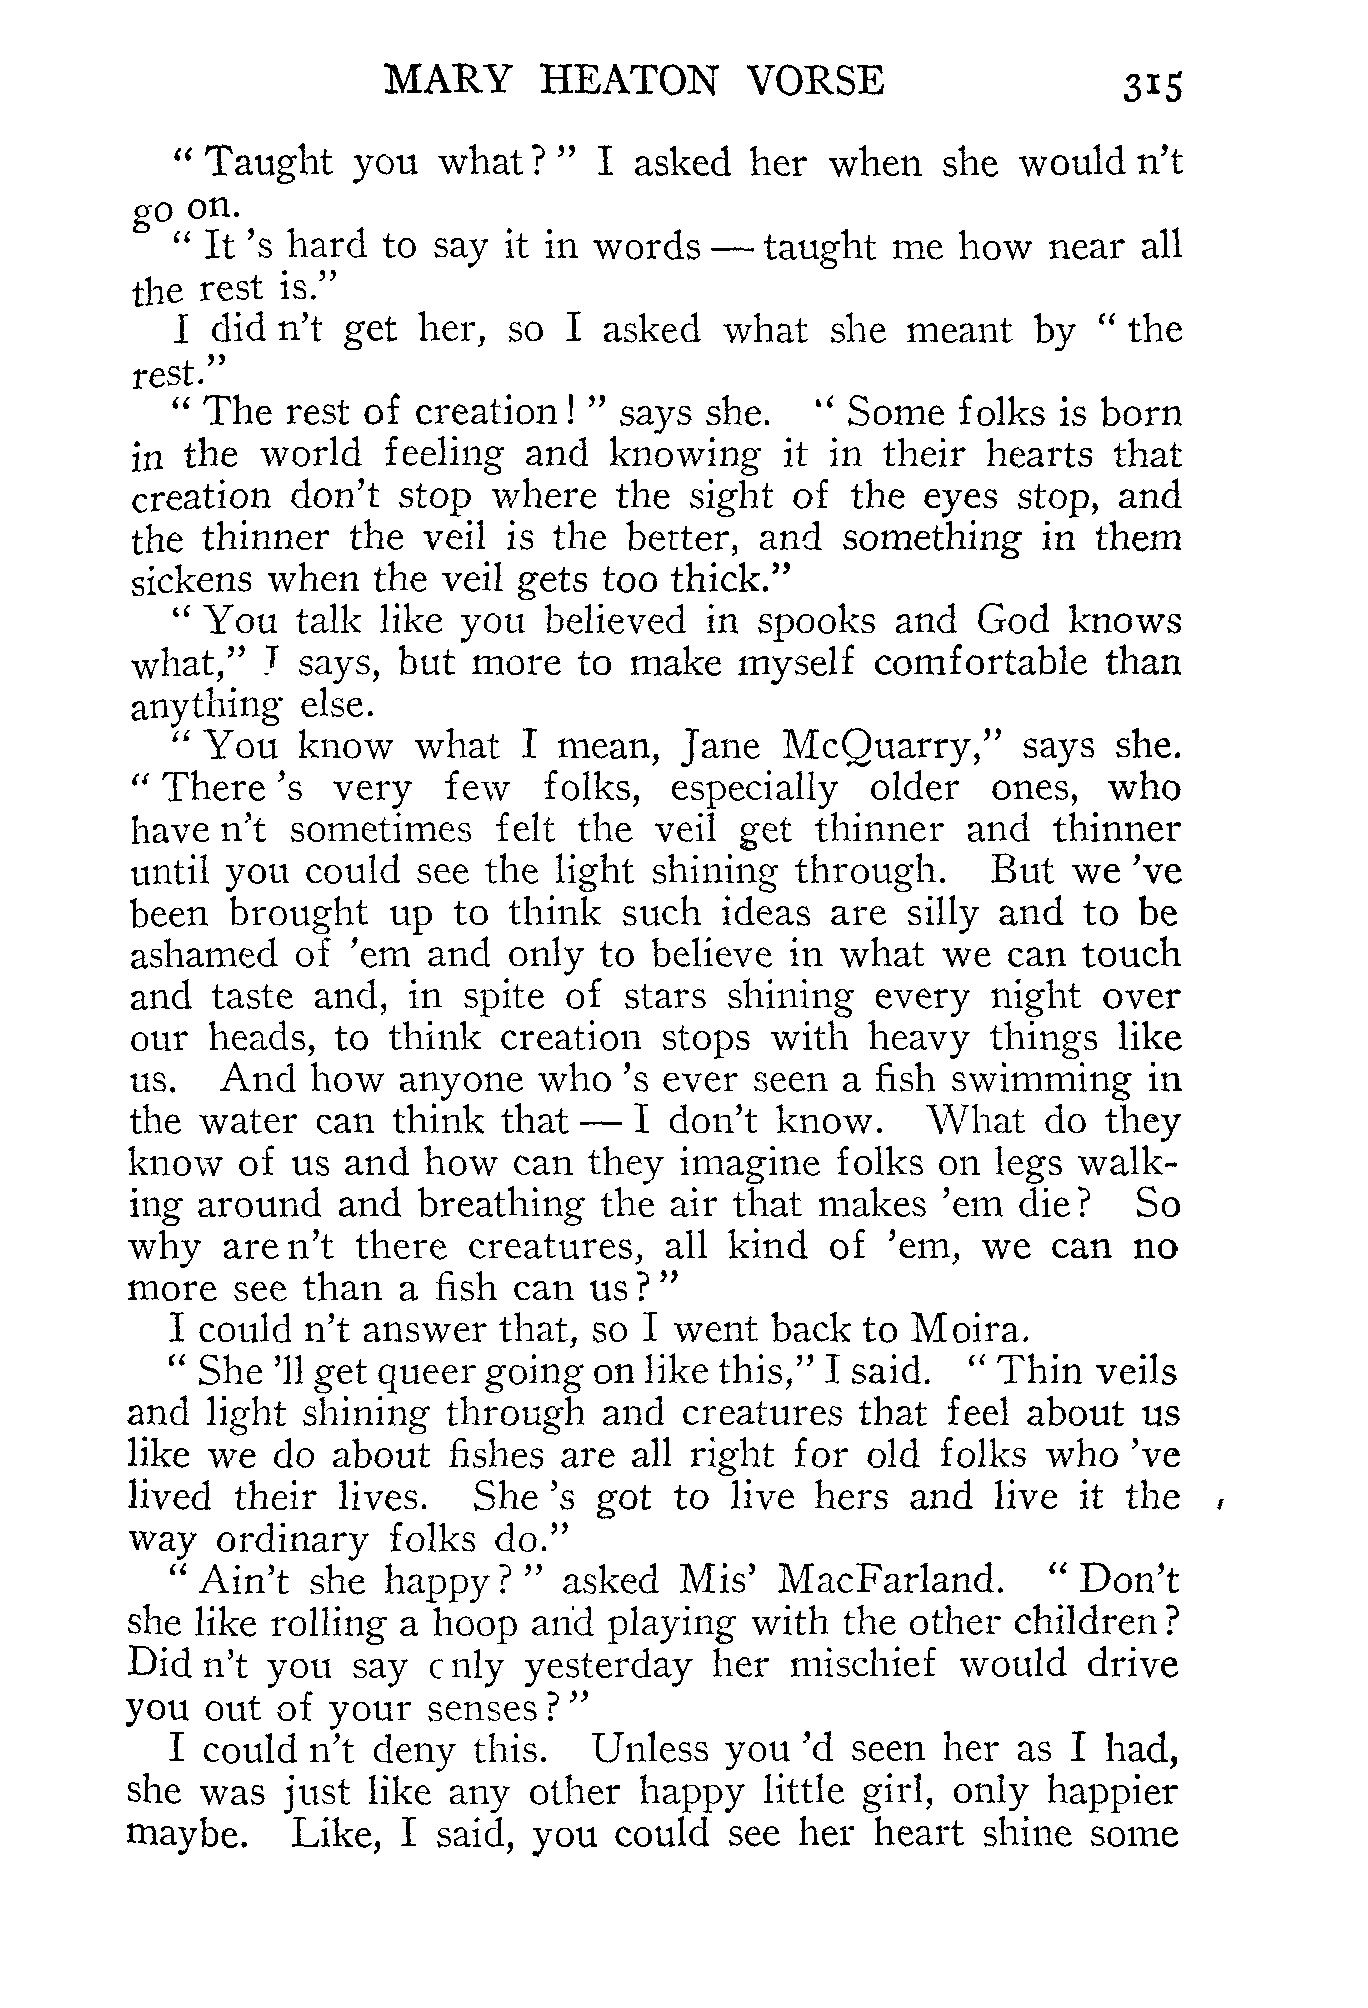 MARY HEATON VORSE 315
“ Taught you what? ” I asked her when she would n’t
go on.
“ It ’s hard to say it in words — taught me how near all
the rest is.”
I did n’t get her, so I asked what she meant by “ the
rest.”
“ The rest of creation! ” says she. “ Some folks is born
in the world feeling and knowing it in their hearts that
creation don’t stop where the sight of the eyes stop, and
the thinner the veil is the better, and something in them
sickens when the veil gets too thick.”
“ You talk like you believed in spooks and God knows
what,” I says, but more to make myself comfortable than
anything else.
“ You know what I mean, Jane McQuarry,” says she.
“ There ’s very few folks, especially older ones, who
have n’t sometimes felt the veil get thinner and thinner
until you could see the light shining through. But we ’ve
been brought up to think such ideas are silly and to be
ashamed of ’em and only to believe in what we can touch
and taste and, in spite of stars shining every night over
our heads, to think creation stops with heavy things like
us. And how anyone who ’s ever seen a fish swimming in
the water can think that — I don’t know. What do they
know of us and how can they imagine folks on legs walk-
ing around and breathing the air that makes ’em die? So
why are n’t there creatures, all kind of ’em, we can no
more see than a fish can us? ”
I could n’t answer that, so I went back to Moira.
“ She ’ll get queer going on like this,” I said. “ Thin veils
and light shining through and creatures that feel about us
like we do about fishes are all right for old folks who ’ve
lived their lives. She ’s got to live hers and live it the
way ordinary folks do.”
“ Ain’t she happy? ” asked Mis’ MacFarland. “ Don’t
she like rolling a hoop and playing with the other children?
Did n’t you say only yesterday her mischief would drive
you out of your senses? ”
I could n’t deny this. Unless you ’d seen her as I had,
she was just like any other happy little girl, only happier
maybe. Like, I said, you could see her heart shine some